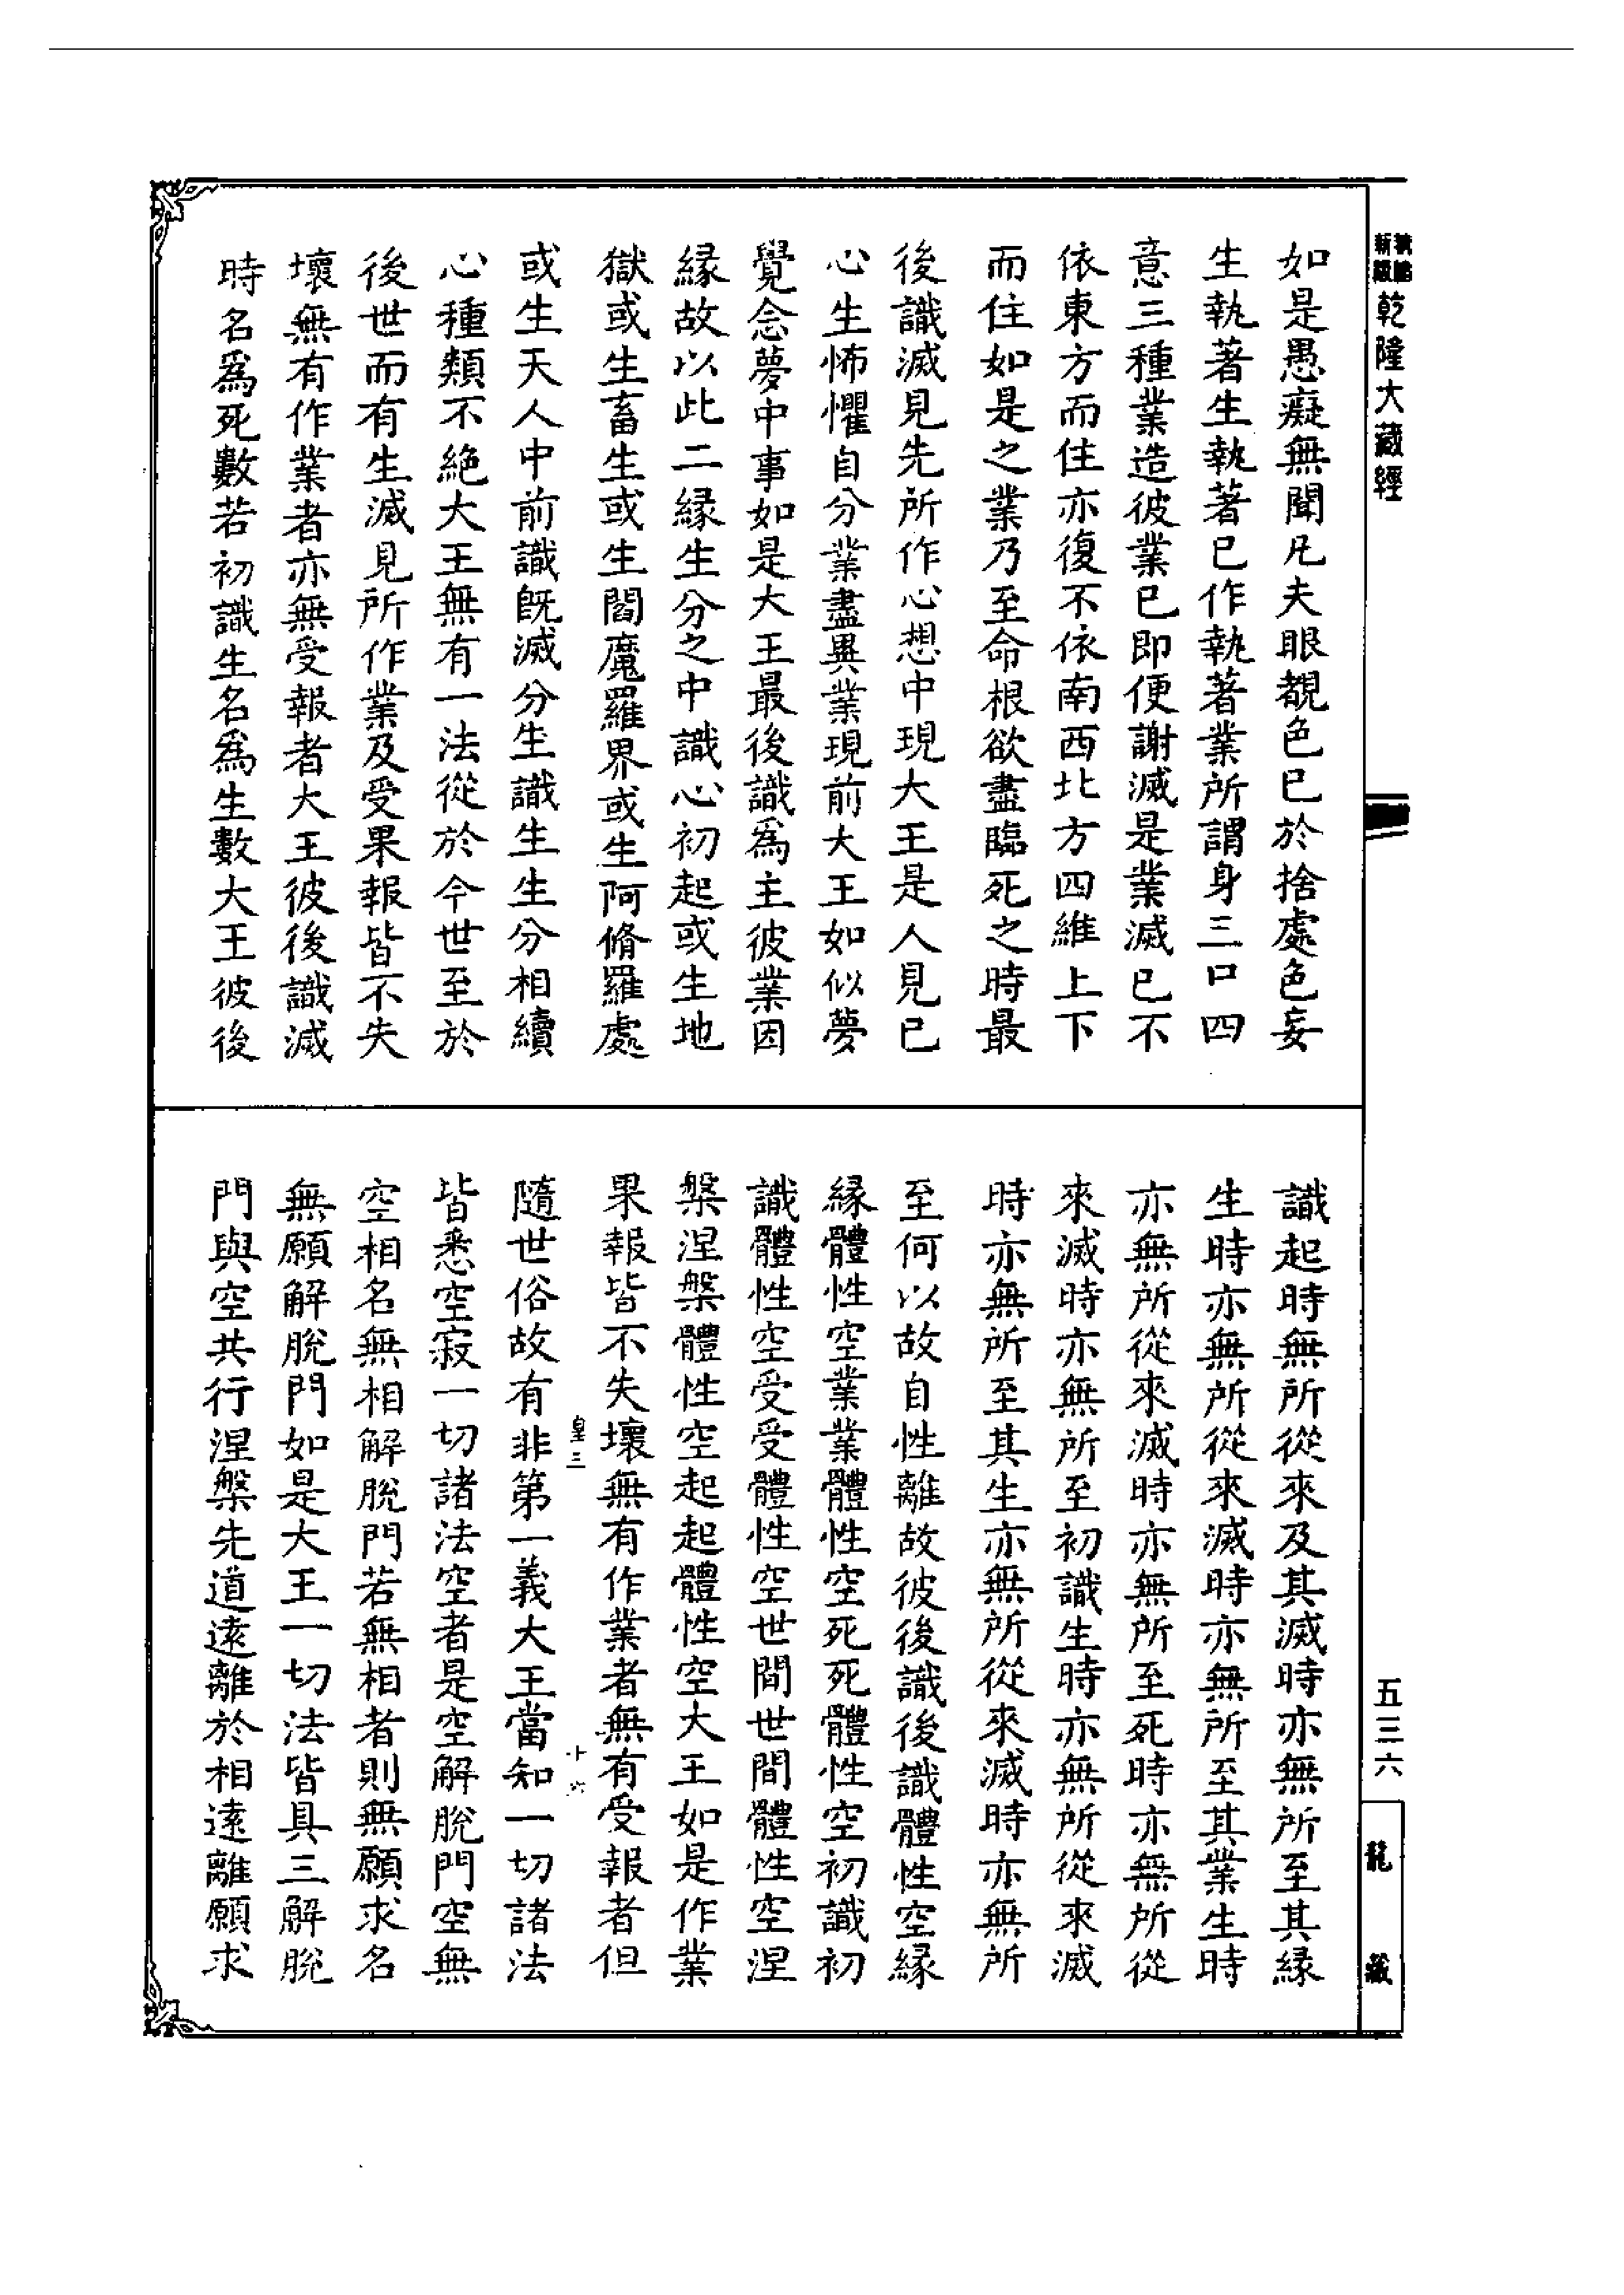 乾隆大藏經
如是愚癡無聞凡夫眼覩色已於捨處色妄
生執著生執著已作執著業所謂身三口四
意三種業造彼業已即便謝滅是業滅已不
依東方而住亦復不依南西北方四維上下
而住如是之業乃至命根欲盡臨死之時最
後識滅見先所作心想中現大王是人見已
心生怖懼自分業盡異業現前大王如似夢
覺念夢中事如是大王最後識為主彼業因
緣故以此二緣生分之中識心初起或生地
獄或生畜生或生閻魔羅界或生阿脩羅處
或生天人中前識既滅分生識生生分相續
心種類不絕大王無有一法從於今世至於
後世而有生滅見所作業及受果報皆不失
壞無有作業者亦無受報者大王彼後識滅
時名為死數若初識生名為生數大王彼後
識起時無所從來及其滅時亦無所至其緣
生時亦無所從來滅時亦無所至其業生時
亦無所從來滅時亦無所至死時亦無所從
來滅時亦無所至初識生時亦無所從來滅
時亦無所至其生亦無所從來滅時亦無所
至何以故自性離故彼後識後識體性空緣
緣體性空業業體性空死死體性空初識初
識體性空受受體性空世間世間體性空涅
槃涅槃體性空起起體性空大王如是作業
果報皆不失壞無有作業者無有受報者但
皇三 十六
隨世俗故有非第一義大王當知一切諸法
皆悉空寂一切諸法空者是空解脫門空無
空相名無相解脫門若無相者則無願求名
無願解脫門如是大王一切法皆具三解脫
門與空共行涅槃先道遠離於相遠離願求
五三六
龍藏